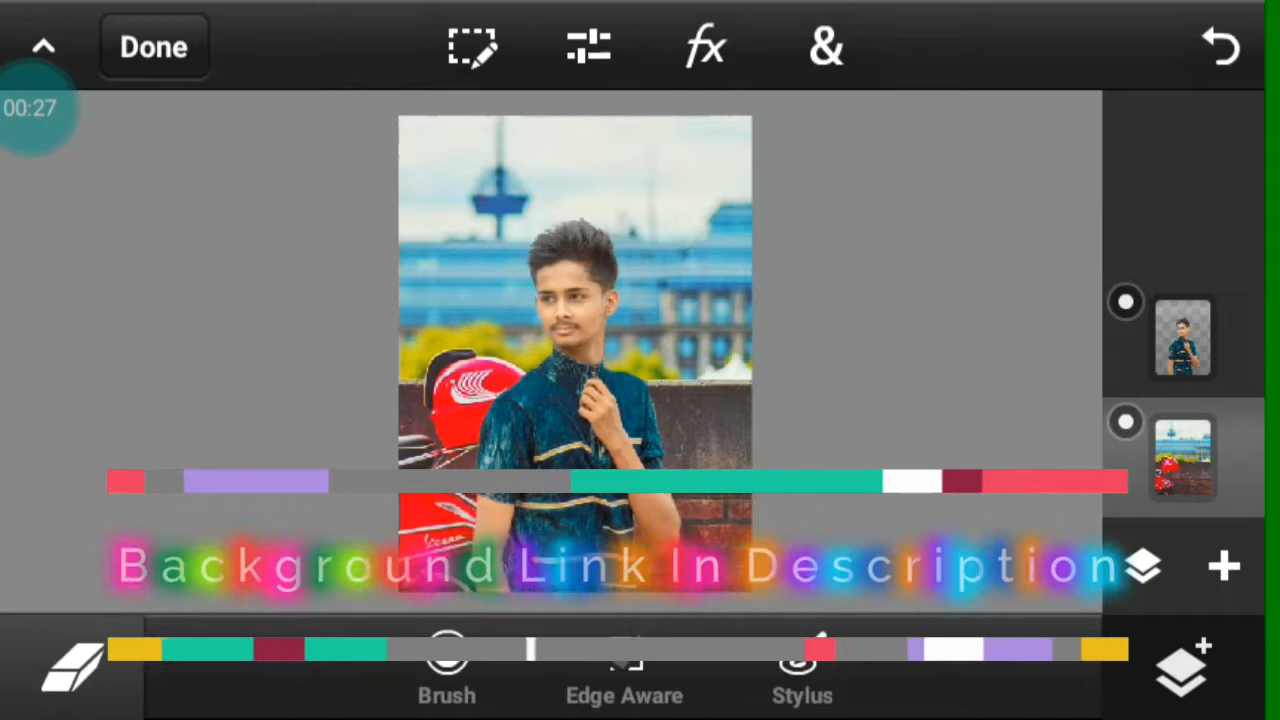 Done
fx
&
00:27
Background Link In Description
Brush
Edge Aware
Stylus